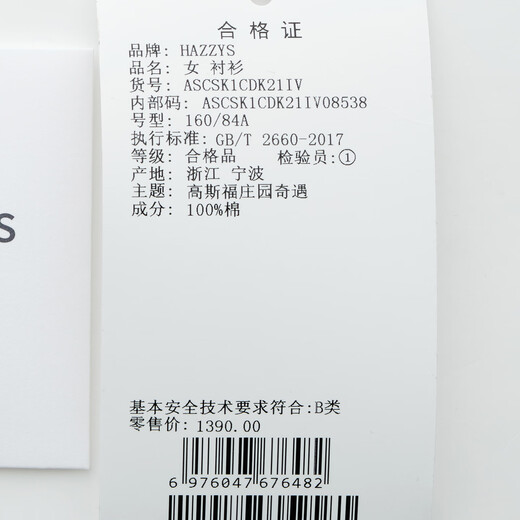 合格证
品牌: HAZZYS
品名: 女 衬衫
货号: ASCSK1CDK21IV
内部码: ASCSK1CDK21IV08538
号型: 160/84A
执行标准: GB/T 2660-2017
等级: 合格品 检验员:①
产地: 浙江 宁波
主题: 高斯福庄园奇遇
成分: 100%棉
S
基本安全技术要求符合:B类
零售价: 1390.00
6 976047 676482